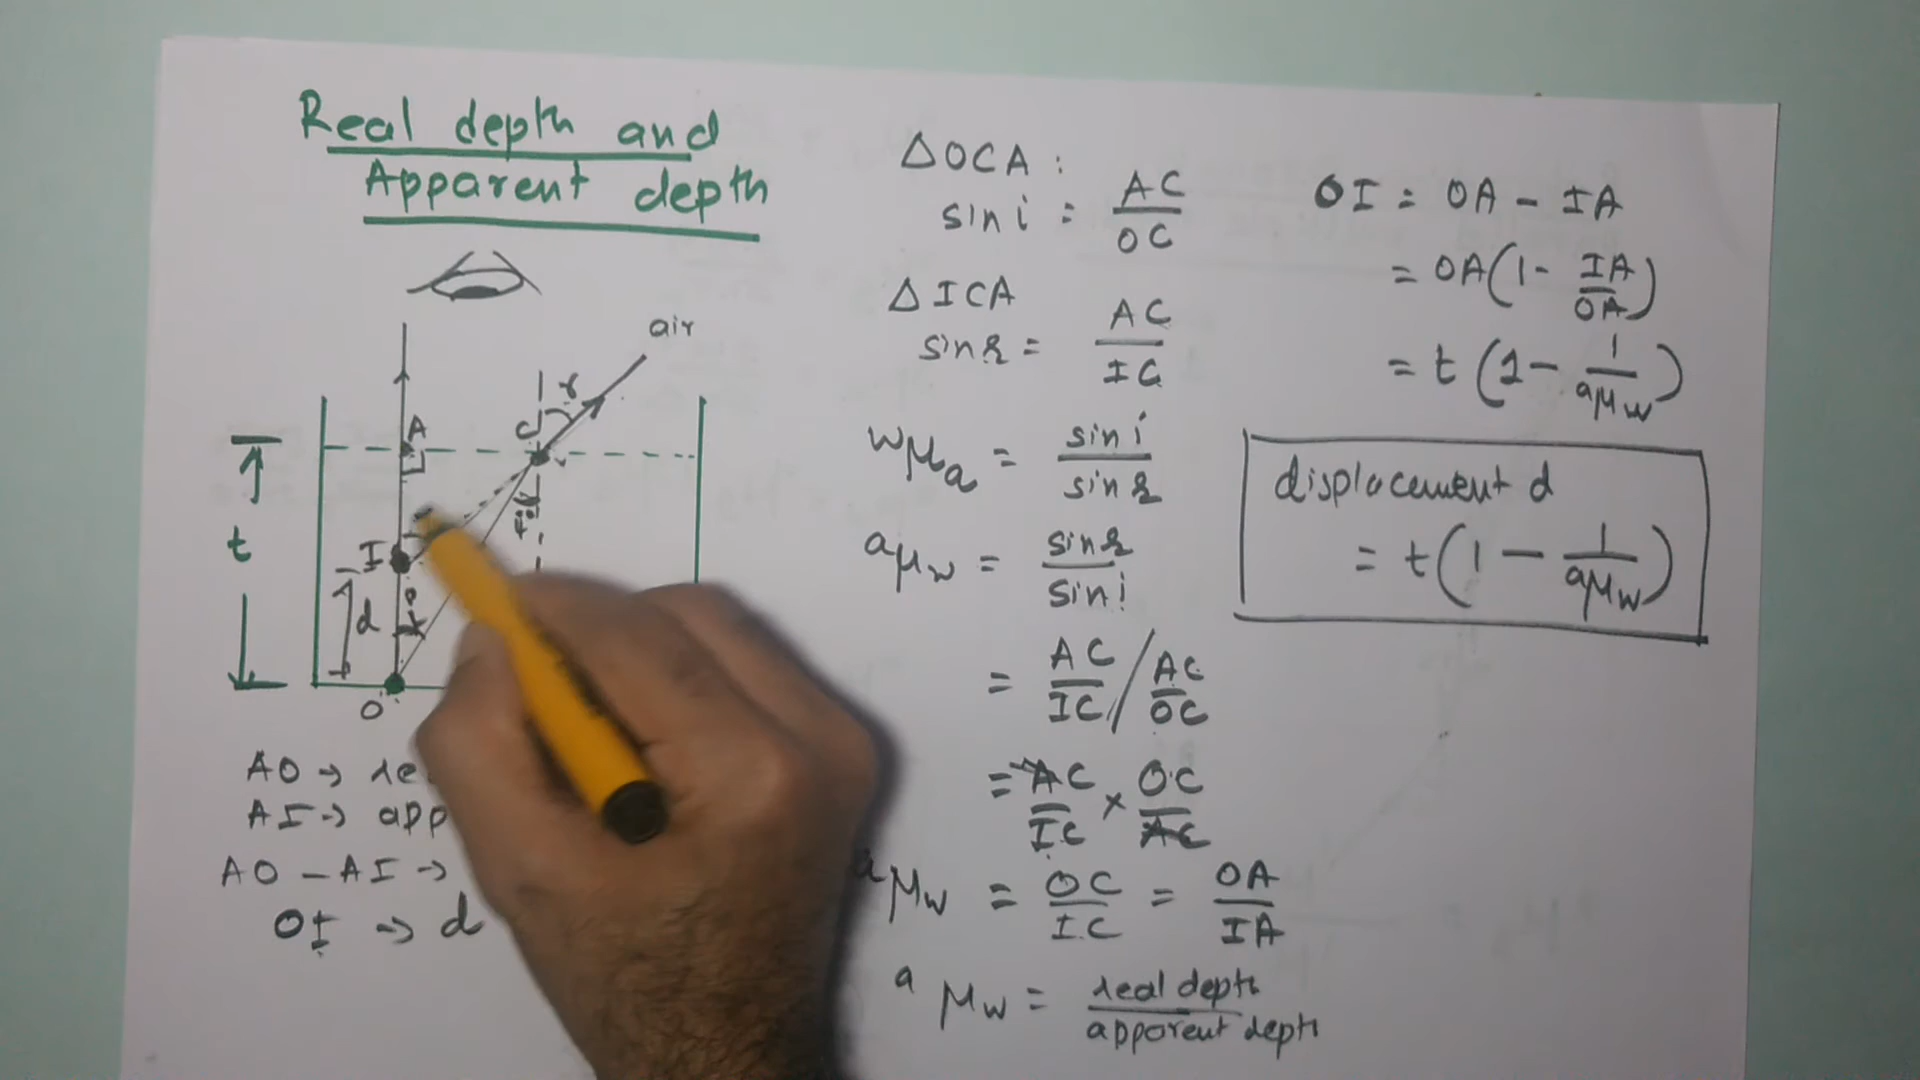 Real depth and
Apparent depth
air
r
A
C
i
I
t
d
i
O
AO → rea
AI → app
AO – AI →
OI → d
ΔOCA :
sin i = AC / OC
ΔICA
sin r = AC / IC
wμa = sin i / sin r
aμw = sin r / sin i
= AC/IC / AC/OC
= AC/IC × OC/AC
aμw = OC/IC = OA/IA
aμw = real depth / apparent depth
OI = OA – IA
= OA(1 - IA/OA)
= t(1 – 1/aμw)
displacement d
= t(1 – 1/aμw)